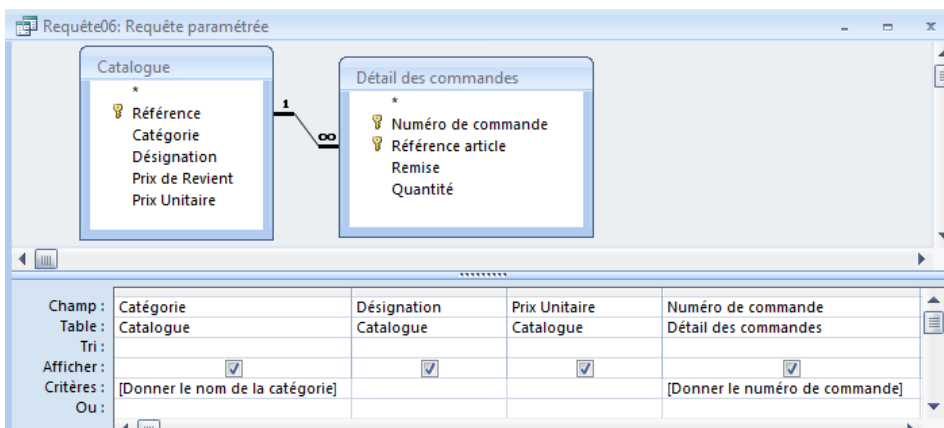 Requête06: Requête paramétrée
Catalogue
*
Référence
Catégorie
Désignation
Prix de Revient
Prix Unitaire
1
∞
Détail des commandes
*
Numéro de commande
Référence article
Remise
Quantité
Champ : Catégorie Désignation Prix Unitaire Numéro de commande
Table : Catalogue Catalogue Catalogue Détail des commandes
Tri :
Afficher :
Critères : [Donner le nom de la catégorie] [Donner le numéro de commande]
Ou :